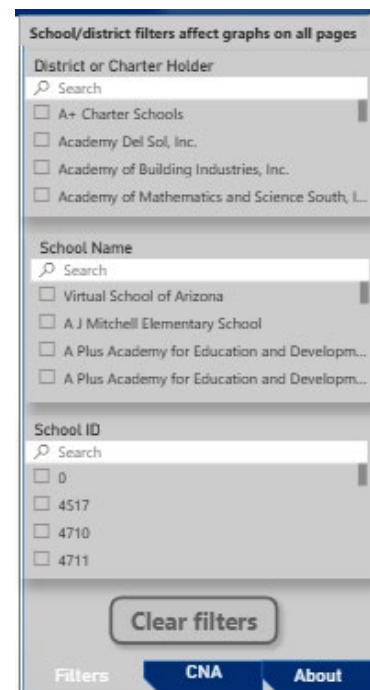 School/district filters affect graphs on all pages
District or Charter Holder
Search
A+ Charter Schools
Academy Del Sol, Inc.
Academy of Building Industries, Inc.
Academy of Mathematics and Science South, I...
School Name
Search
Virtual School of Arizona
A J Mitchell Elementary School
A Plus Academy for Education and Developm...
A Plus Academy for Education and Developm...
School ID
Search
0
4517
4710
4711
Clear filters
Filters CNA About